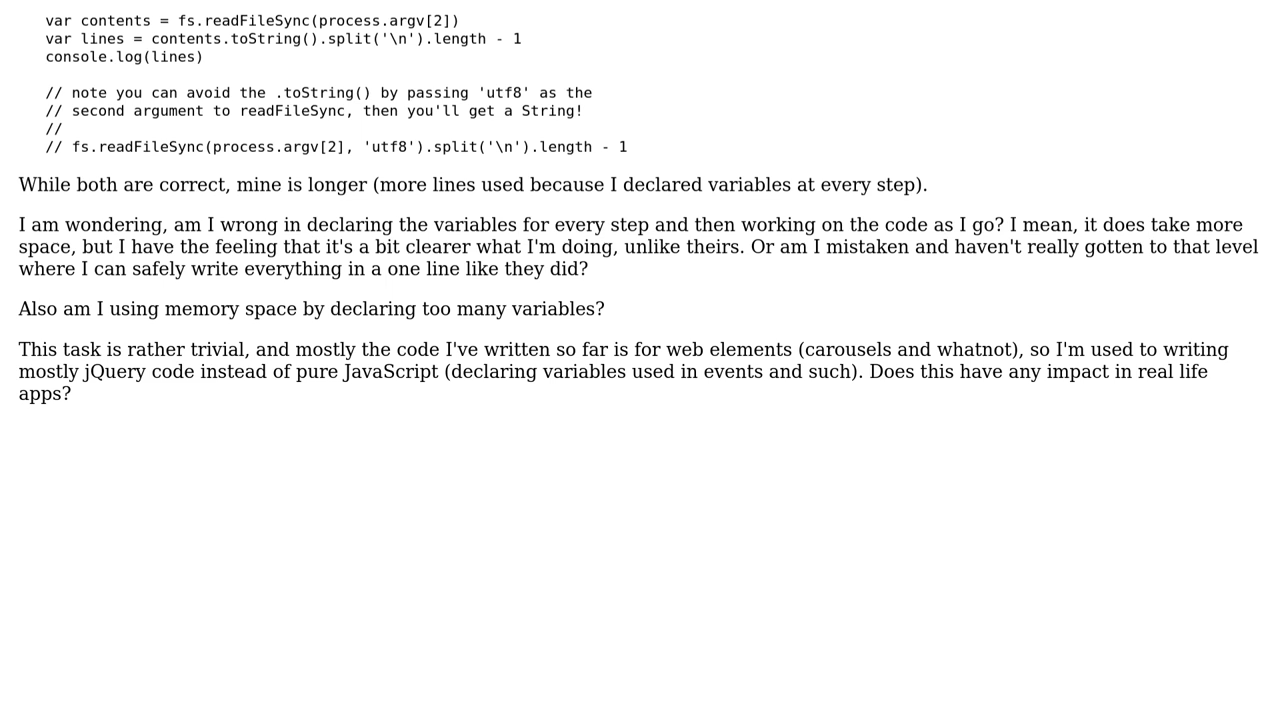 var contents = fs.readFileSync(process.argv[2])
var lines = contents.toString().split('\n').length - 1
console.log(lines)
// note you can avoid the .toString() by passing 'utf8' as the
// second argument to readFileSync, then you'll get a String!
//
// fs.readFileSync(process.argv[2], 'utf8').split('\n').length - 1
While both are correct, mine is longer (more lines used because I declared variables at every step).
I am wondering, am I wrong in declaring the variables for every step and then working on the code as I go? I mean, it does take more
space, but I have the feeling that it's a bit clearer what I'm doing, unlike theirs. Or am I mistaken and haven't really gotten to that level
where I can safely write everything in a one line like they did?
Also am I using memory space by declaring too many variables?
This task is rather trivial, and mostly the code I've written so far is for web elements (carousels and whatnot), so I'm used to writing
mostly jQuery code instead of pure JavaScript (declaring variables used in events and such). Does this have any impact in real life
apps?